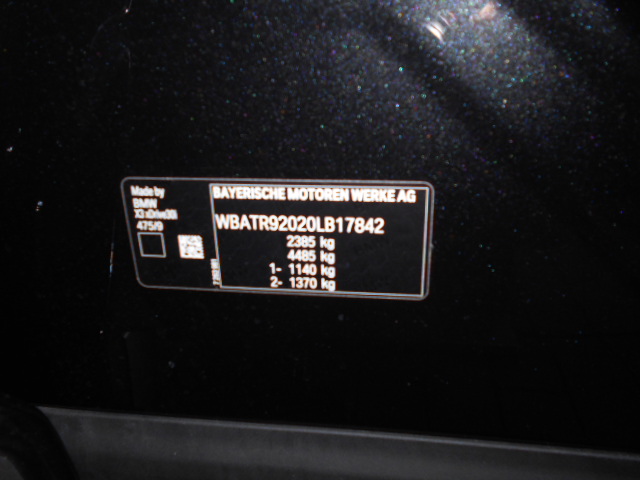 Made by
BMW
X3 xDrive30i
475/9
BAYERISCHE MOTOREN WERKE AG
WBATR92020LB17842
2385 kg
4485 kg
1- 1140 kg
2- 1370 kg